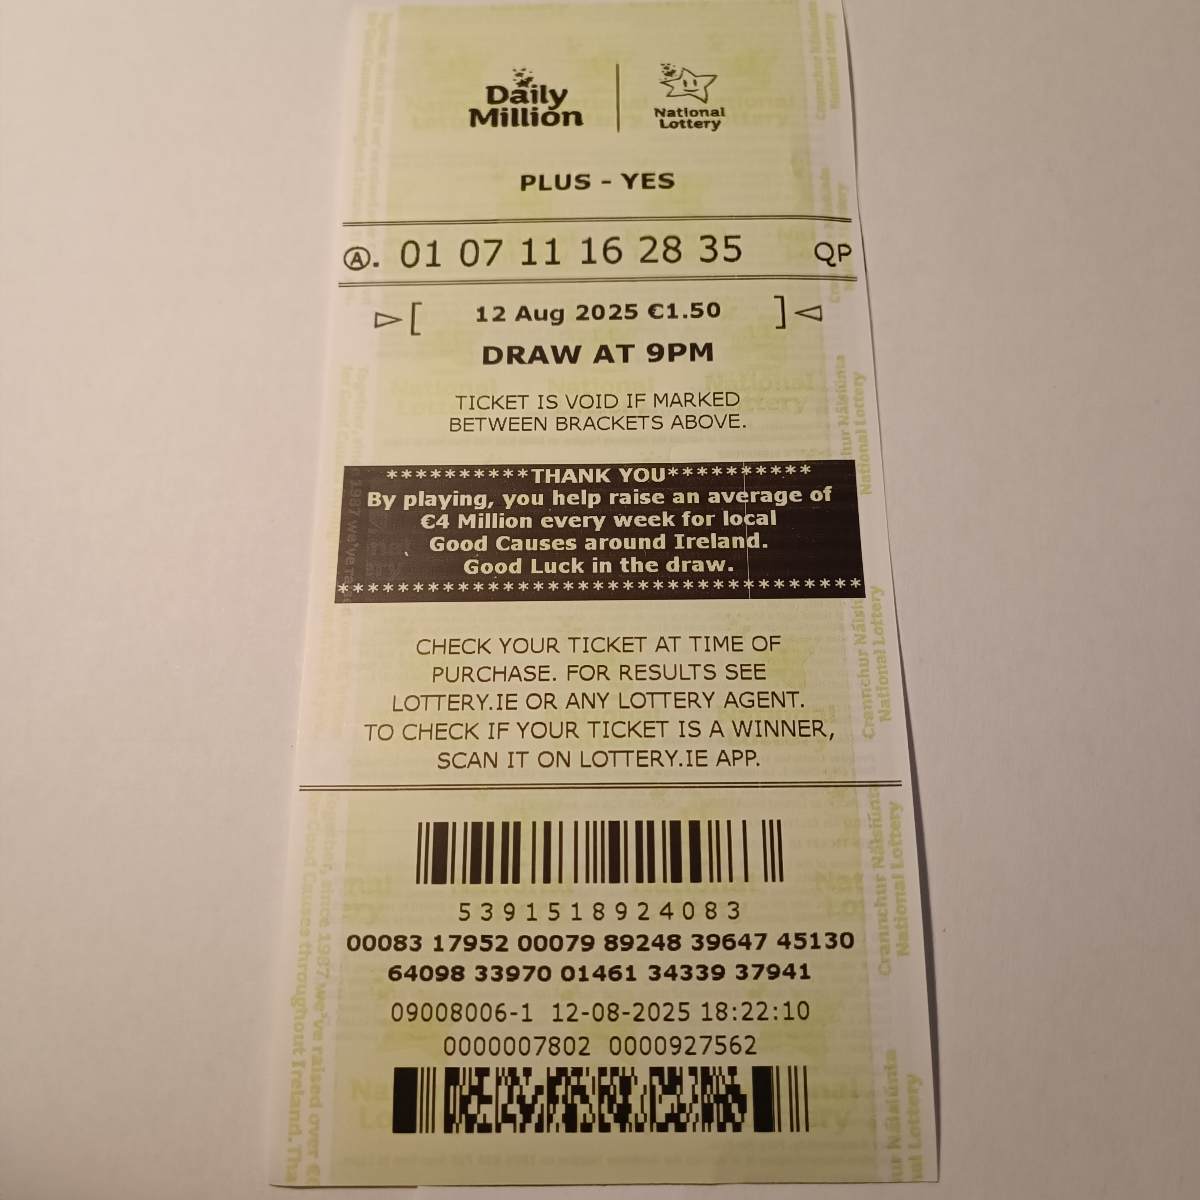 Daily
Million
National
Lottery
PLUS - YES
Ⓐ. 01 07 11 16 28 35 QP
▷[ 12 Aug 2025 €1.50 ]◁
DRAW AT 9PM
TICKET IS VOID IF MARKED
BETWEEN BRACKETS ABOVE.
**********THANK YOU**********
By playing, you help raise an average of
€4 Million every week for local
Good Causes around Ireland.
Good Luck in the draw.
******************************************
CHECK YOUR TICKET AT TIME OF
PURCHASE. FOR RESULTS SEE
LOTTERY.IE OR ANY LOTTERY AGENT.
TO CHECK IF YOUR TICKET IS A WINNER,
SCAN IT ON LOTTERY.IE APP.
5391518924083
00083 17952 00079 89248 39647 45130
64098 33970 01461 34339 37941
09008006-1 12-08-2025 18:22:10
0000007802 0000927562
Crannchur Náisiúnta
National Lottery